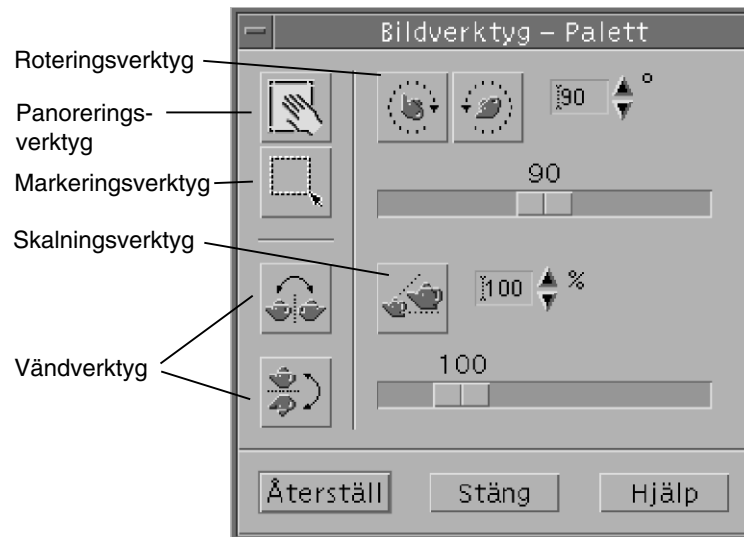 Bildverktyg – Palett
Roteringsverktyg
Panorerings-
verktyg
Markeringsverktyg
Skalningsverktyg
Vändverktyg
90 °
90
100 %
100
Återställ
Stäng
Hjälp